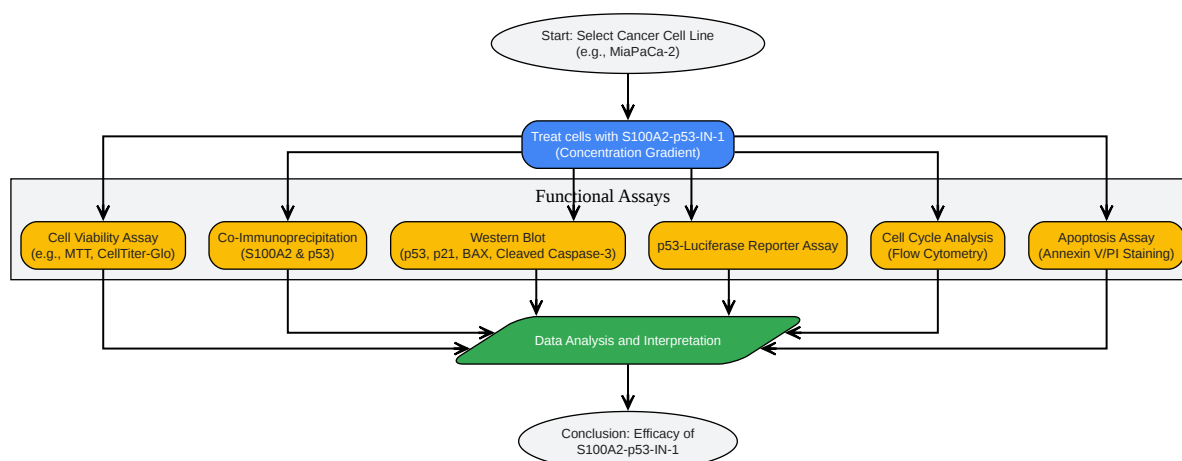 Start: Select Cancer Cell Line
(e.g., MiaPaCa-2)
Treat cells with S100A2-p53-IN-1
(Concentration Gradient)
Functional Assays
Cell Viability Assay
(e.g., MTT, CellTiter-Glo)
Co-Immunoprecipitation
(S100A2 & p53)
Western Blot
(p53, p21, BAX, Cleaved Caspase-3)
p53-Luciferase Reporter Assay
Cell Cycle Analysis
(Flow Cytometry)
Apoptosis Assay
(Annexin V/PI Staining)
Data Analysis and Interpretation
Conclusion: Efficacy of
S100A2-p53-IN-1